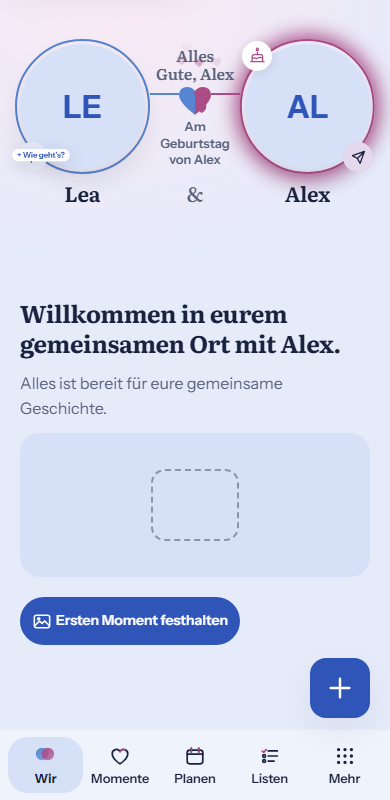 Alles
Gute, Alex
LE
AL
Am
Geburtstag
von Alex
+ Wie geht's?
Lea
&
Alex
Willkommen in eurem
gemeinsamen Ort mit Alex.
Alles ist bereit für eure gemeinsame
Geschichte.
Ersten Moment festhalten
Wir
Momente
Planen
Listen
Mehr